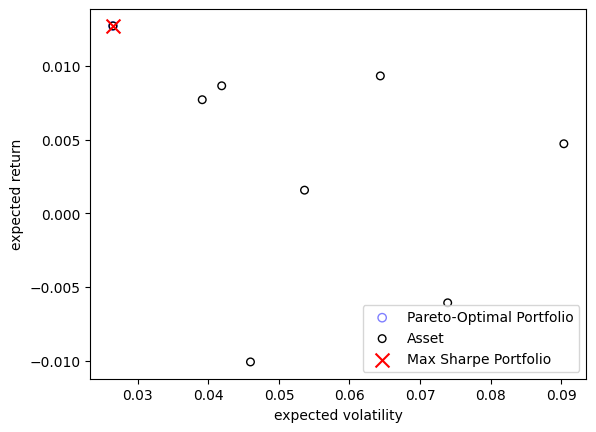 0.010
0.005
0.000
−0.005
−0.010
expected return
0.03 0.04 0.05 0.06 0.07 0.08 0.09
expected volatility
Pareto-Optimal Portfolio
Asset
Max Sharpe Portfolio